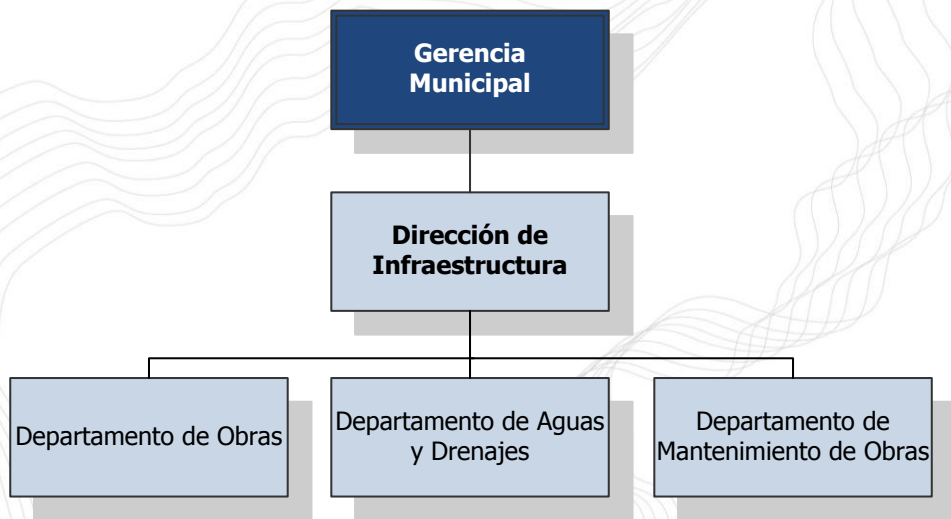 Gerencia
Municipal
Dirección de
Infraestructura
Departamento de Obras
Departamento de Aguas
y Drenajes
Departamento de
Mantenimiento de Obras